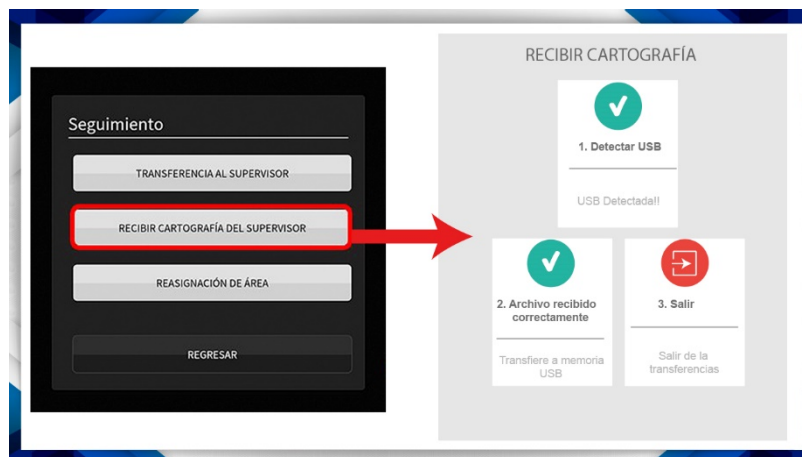 Seguimiento
TRANSFERENCIA AL SUPERVISOR
RECIBIR CARTOGRAFÍA DEL SUPERVISOR
REASIGNACIÓN DE ÁREA
REGRESAR
RECIBIR CARTOGRAFÍA
1. Detectar USB
USB Detectada!!
2. Archivo recibido
correctamente
Transfiere a memoria
USB
3. Salir
Salir de la
transferencias